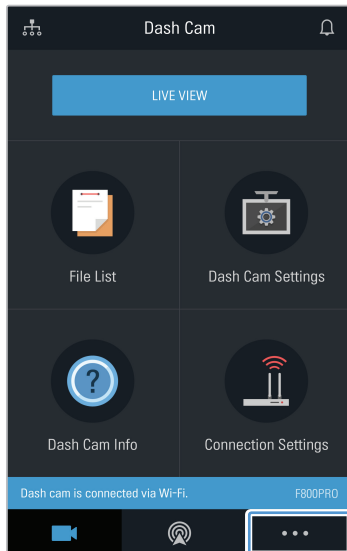 Dash Cam
LIVE VIEW
File List
Dash Cam Settings
?
Dash Cam Info
Connection Settings
Dash cam is connected via Wi-Fi.
F800PRO